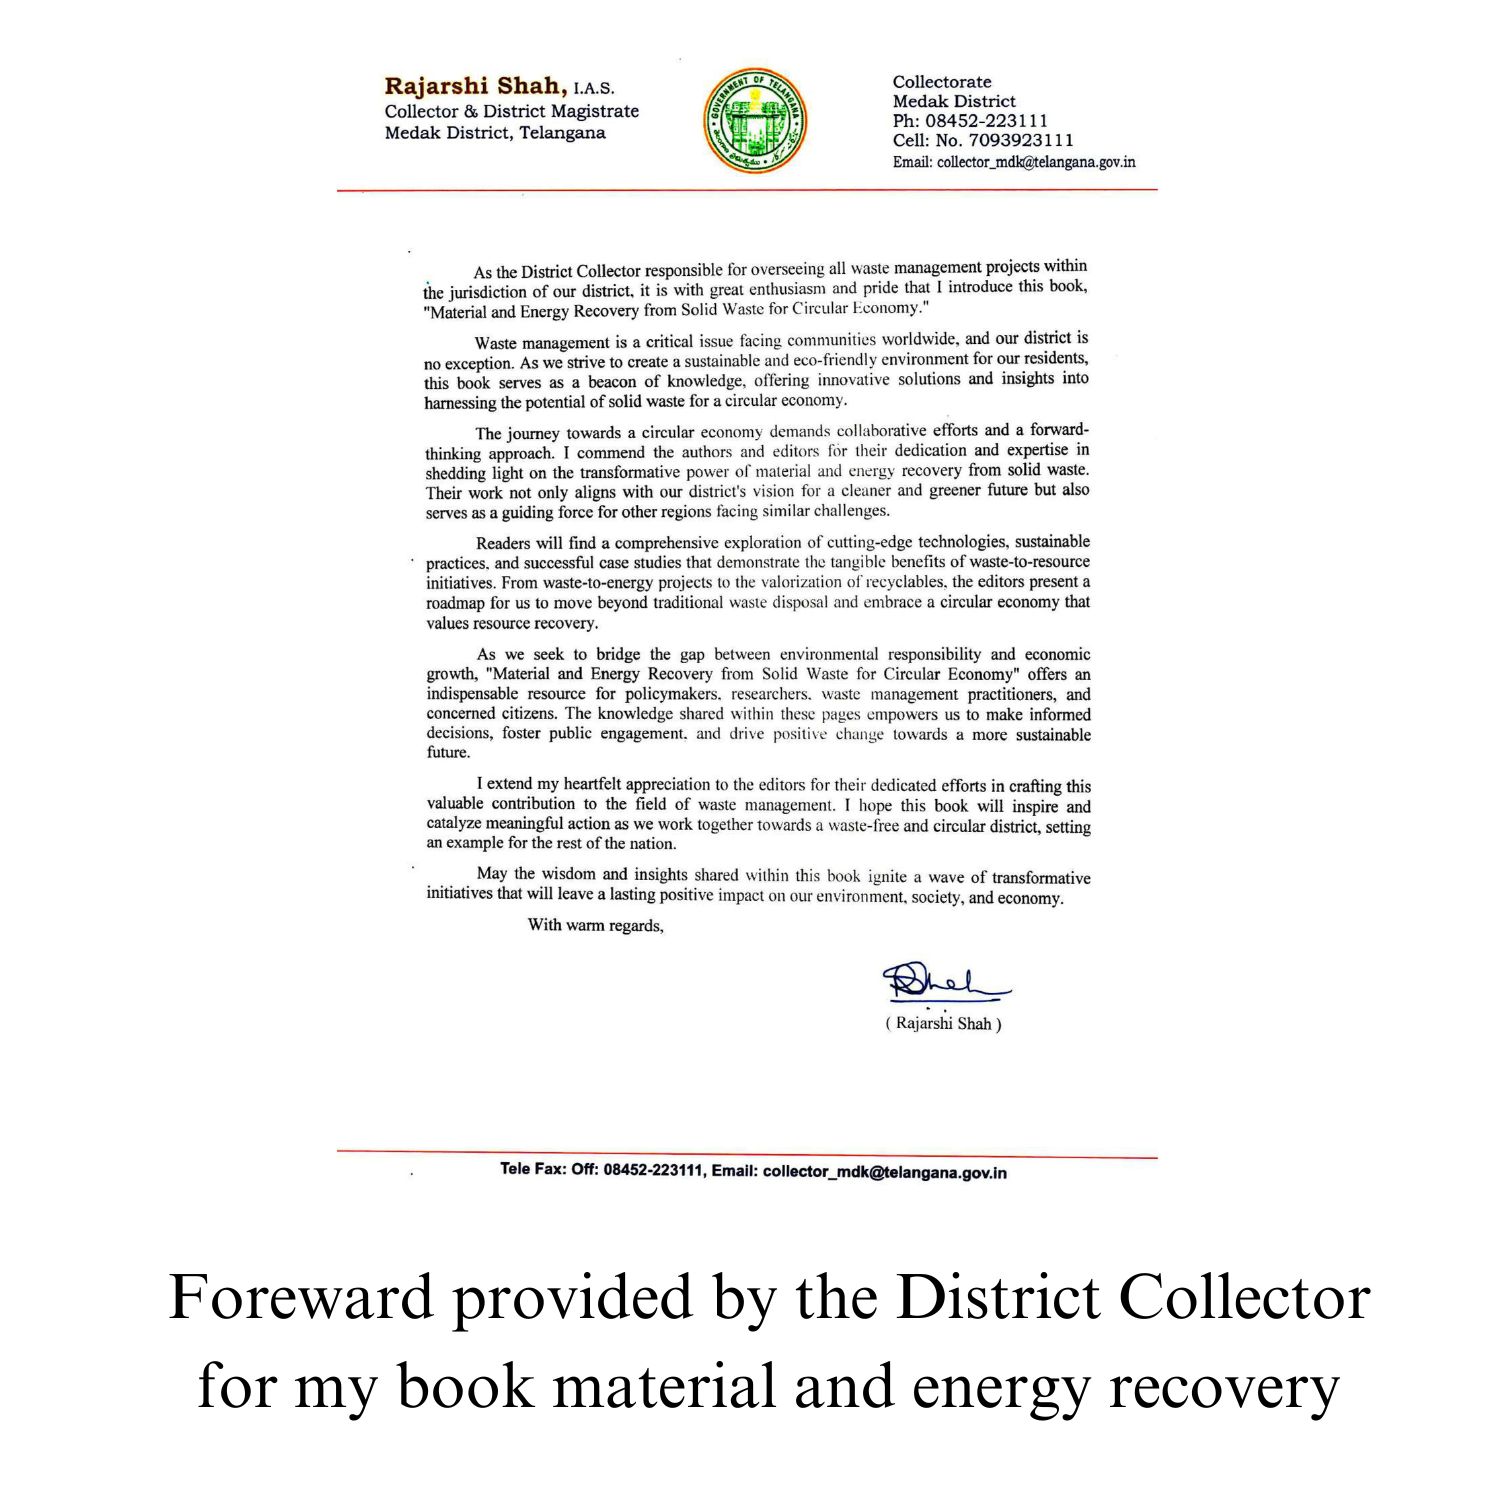 Rajarshi Shah, I.A.S.
Collector & District Magistrate
Medak District, Telangana
GOVERNMENT OF TELANGANA
Collectorate
Medak District
Ph: 08452-223111
Cell: No. 7093923111
Email: collector_mdk@telangana.gov.in
As the District Collector responsible for overseeing all waste management projects within
the jurisdiction of our district, it is with great enthusiasm and pride that I introduce this book,
"Material and Energy Recovery from Solid Waste for Circular Economy."
Waste management is a critical issue facing communities worldwide, and our district is
no exception. As we strive to create a sustainable and eco-friendly environment for our residents,
this book serves as a beacon of knowledge, offering innovative solutions and insights into
harnessing the potential of solid waste for a circular economy.
The journey towards a circular economy demands collaborative efforts and a forward-
thinking approach. I commend the authors and editors for their dedication and expertise in
shedding light on the transformative power of material and energy recovery from solid waste.
Their work not only aligns with our district's vision for a cleaner and greener future but also
serves as a guiding force for other regions facing similar challenges.
Readers will find a comprehensive exploration of cutting-edge technologies, sustainable
practices, and successful case studies that demonstrate the tangible benefits of waste-to-resource
initiatives. From waste-to-energy projects to the valorization of recyclables, the editors present a
roadmap for us to move beyond traditional waste disposal and embrace a circular economy that
values resource recovery.
As we seek to bridge the gap between environmental responsibility and economic
growth, "Material and Energy Recovery from Solid Waste for Circular Economy" offers an
indispensable resource for policymakers, researchers, waste management practitioners, and
concerned citizens. The knowledge shared within these pages empowers us to make informed
decisions, foster public engagement, and drive positive change towards a more sustainable
future.
I extend my heartfelt appreciation to the editors for their dedicated efforts in crafting this
valuable contribution to the field of waste management. I hope this book will inspire and
catalyze meaningful action as we work together towards a waste-free and circular district, setting
an example for the rest of the nation.
May the wisdom and insights shared within this book ignite a wave of transformative
initiatives that will leave a lasting positive impact on our environment, society, and economy.
With warm regards,
RShah
( Rajarshi Shah )
Tele Fax: Off: 08452-223111, Email: collector_mdk@telangana.gov.in
Foreward provided by the District Collector
for my book material and energy recovery